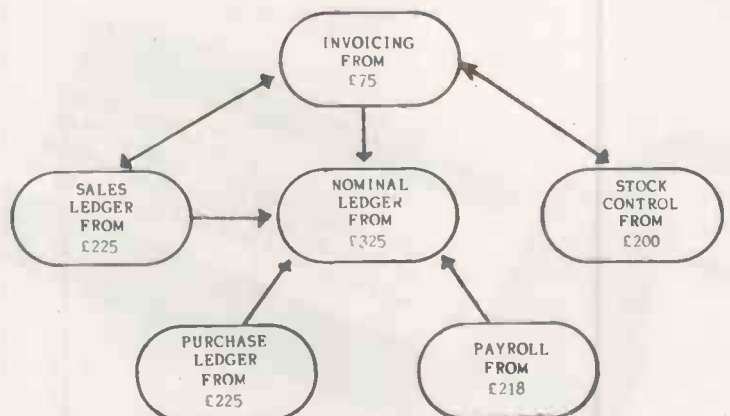 INVOICING
FROM
£75
SALES
LEDGER
FROM
£225
NOMINAL
LEDGER
FROM
£325
STOCK
CONTROL
FROM
£200
PURCHASE
LEDGER
FROM
£225
PAYROLL
FROM
£218